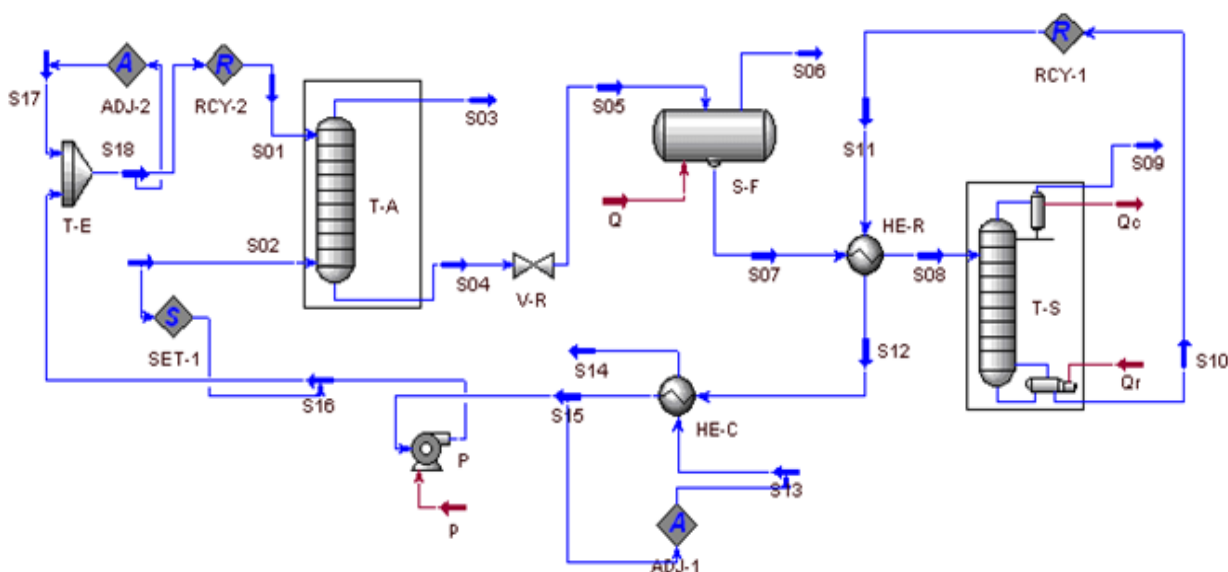 R
RCY-1
S17
A
ADJ-2
R
RCY-2
S18
S01
T-E
S03
T-A
S02
S04
V-R
S
SET-1
S16
S05
S06
S-F
Q
S07
S11
HE-R
S08
S09
Qc
T-S
Qr
S10
S12
S14
S15
HE-C
P
P
S13
A
ADJ-1